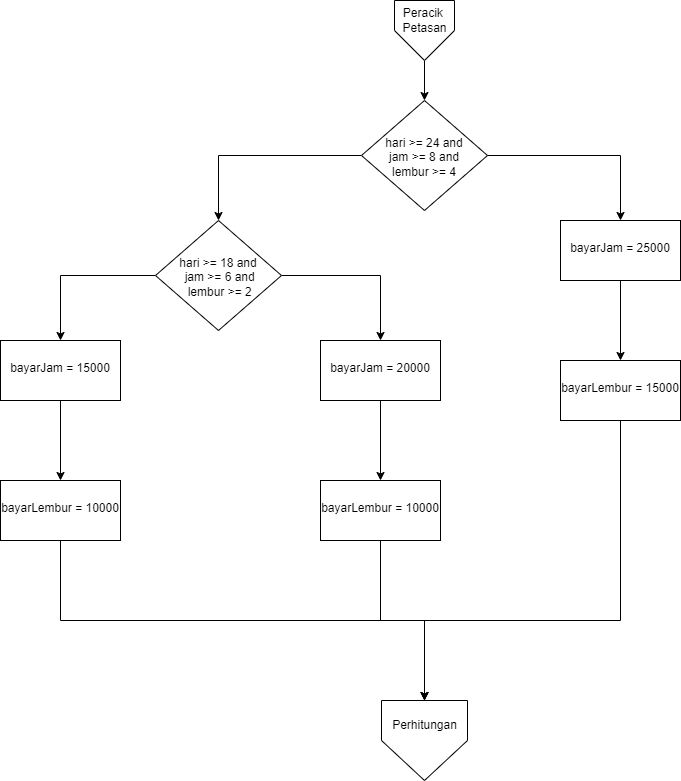 Peracik
Petasan
hari >= 24 and
jam >= 8 and
lembur >= 4
hari >= 18 and
jam >= 6 and
lembur >= 2
bayarJam = 25000
bayarJam = 15000
bayarJam = 20000
bayarLembur = 15000
bayarLembur = 10000
bayarLembur = 10000
Perhitungan